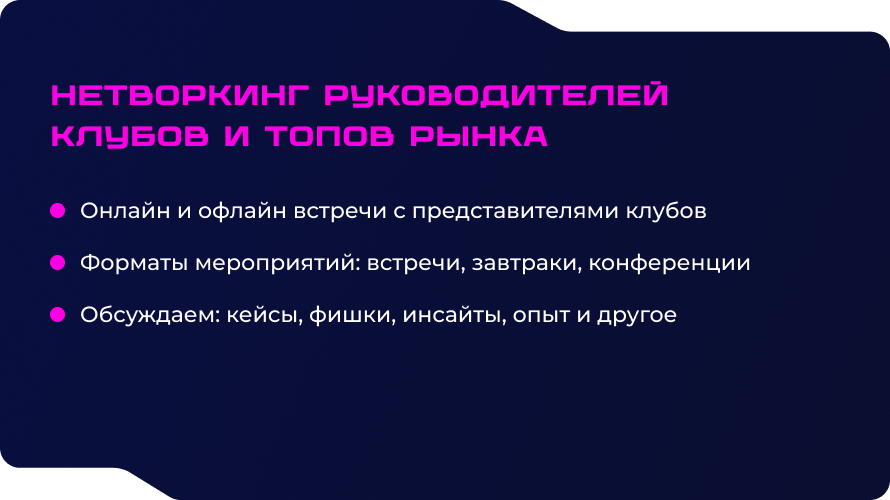 НЕТВОРКИНГ РУКОВОДИТЕЛЕЙ
КЛУБОВ И ТОПОВ РЫНКА
Онлайн и офлайн встречи с представителями клубов
Форматы мероприятий: встречи, завтраки, конференции
Обсуждаем: кейсы, фишки, инсайты, опыт и другое